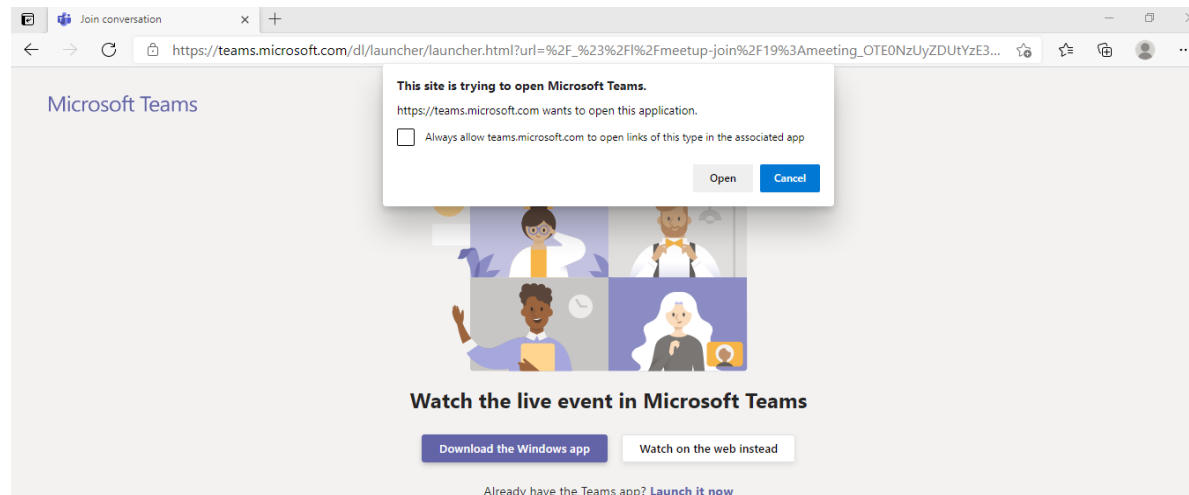 Join conversation
https://teams.microsoft.com/dl/launcher/launcher.html?url=%2F_%23%2Fl%2Fmeetup-join%2F19%3Ameeting_OTE0NzUyZDUtYzE3...
Microsoft Teams
This site is trying to open Microsoft Teams.
https://teams.microsoft.com wants to open this application.
Always allow teams.microsoft.com to open links of this type in the associated app
Open Cancel
Watch the live event in Microsoft Teams
Download the Windows app Watch on the web instead
Already have the Teams app? Launch it now